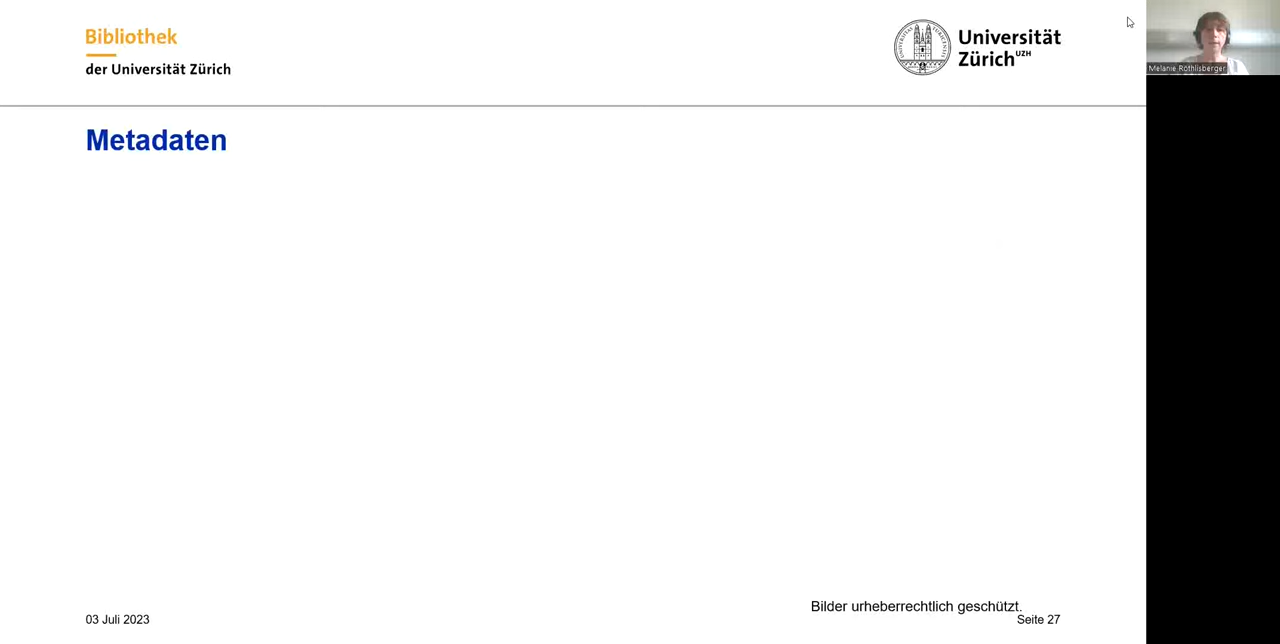 Bibliothek
der Universität Zürich
Universität
Zürich UZH
Melanie Röthlisberger
Metadaten
Bilder urheberrechtlich geschützt.
03 Juli 2023
Seite 27